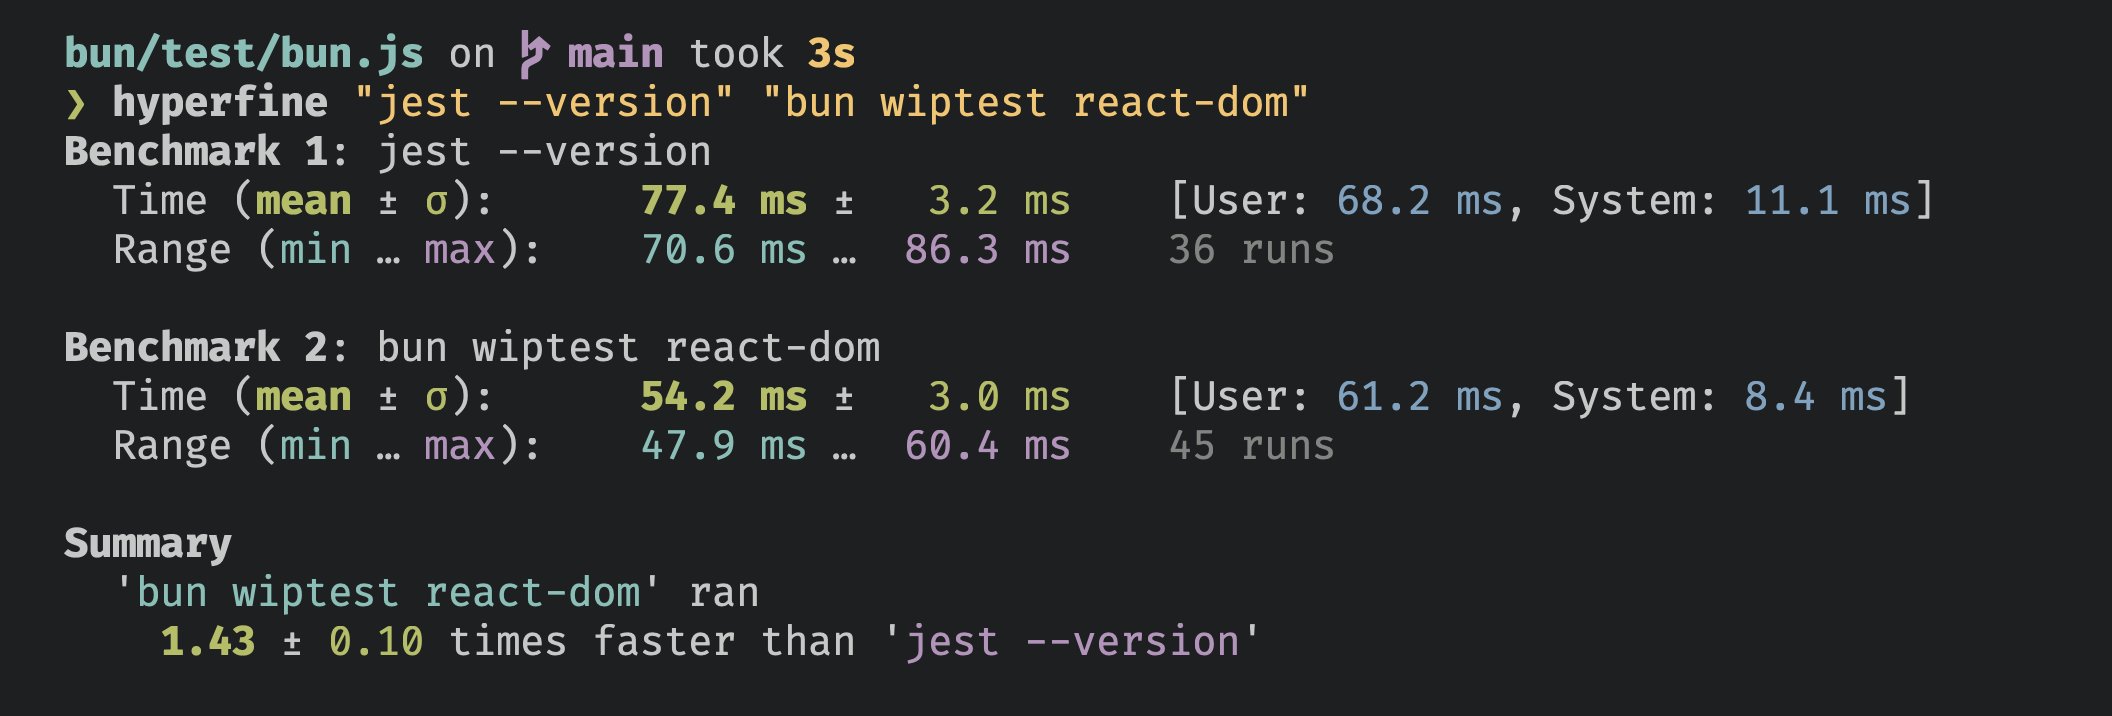 bun/test/bun.js on main took 3s
❯ hyperfine "jest --version" "bun wiptest react-dom"
Benchmark 1: jest --version
  Time (mean ± σ):      77.4 ms ±   3.2 ms    [User: 68.2 ms, System: 11.1 ms]
  Range (min … max):    70.6 ms …  86.3 ms    36 runs

Benchmark 2: bun wiptest react-dom
  Time (mean ± σ):      54.2 ms ±   3.0 ms    [User: 61.2 ms, System: 8.4 ms]
  Range (min … max):    47.9 ms …  60.4 ms    45 runs

Summary
  'bun wiptest react-dom' ran
    1.43 ± 0.10 times faster than 'jest --version'